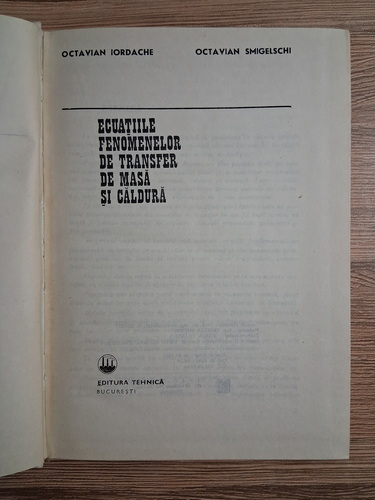 OCTAVIAN IORDACHE OCTAVIAN SMIGELSCHI
ECUAȚIILE
FENOMENELOR
DE TRANSFER
DE MASĂ
ȘI CĂLDURĂ
EDITURA TEHNICĂ
BUCUREȘTI